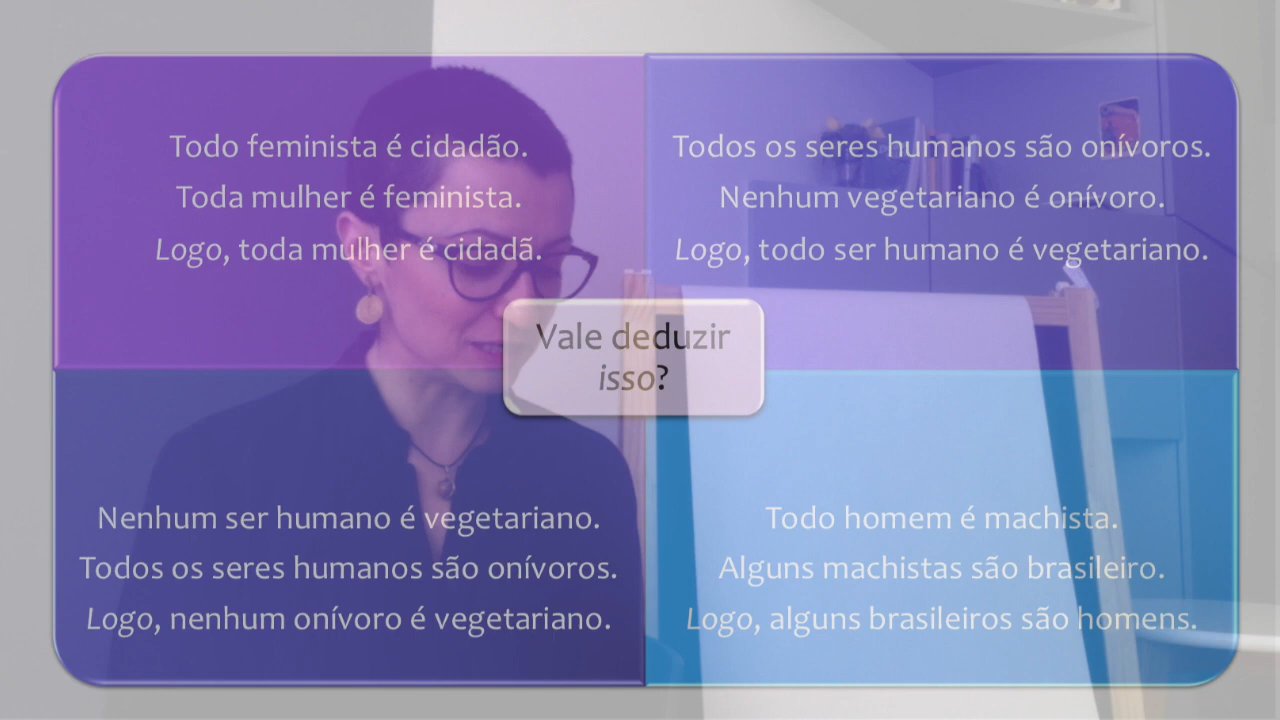 Todo feminista é cidadão.
Toda mulher é feminista.
Logo, toda mulher é cidadã.
Todos os seres humanos são onívoros.
Nenhum vegetariano é onívoro.
Logo, todo ser humano é vegetariano.
Vale deduzir
isso?
Nenhum ser humano é vegetariano.
Todos os seres humanos são onívoros.
Logo, nenhum onívoro é vegetariano.
Todo homem é machista.
Alguns machistas são brasileiro.
Logo, alguns brasileiros são homens.